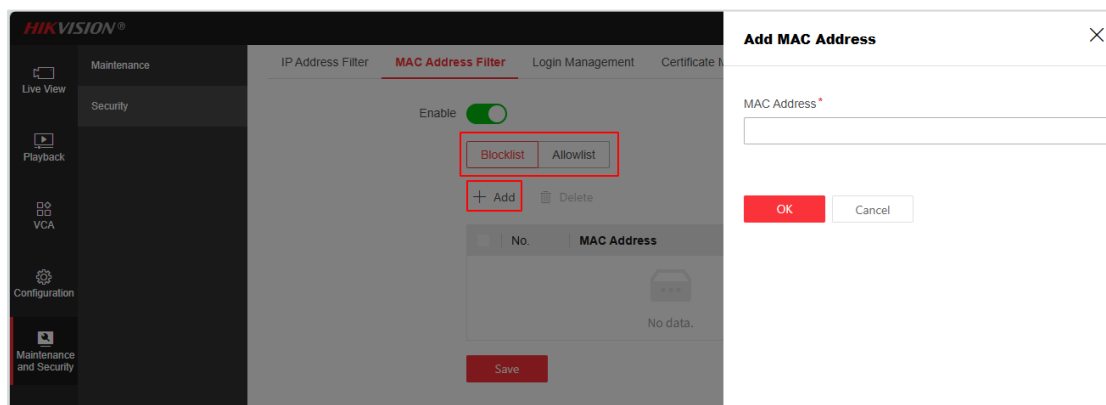 HIKVISION®
Live View
Playback
VCA
Configuration
Maintenance
and Security
Maintenance
Security
IP Address Filter MAC Address Filter Login Management Certificate
Enable
Blocklist Allowlist
+ Add Delete
No. MAC Address
No data.
Save
Add MAC Address
MAC Address*
OK Cancel